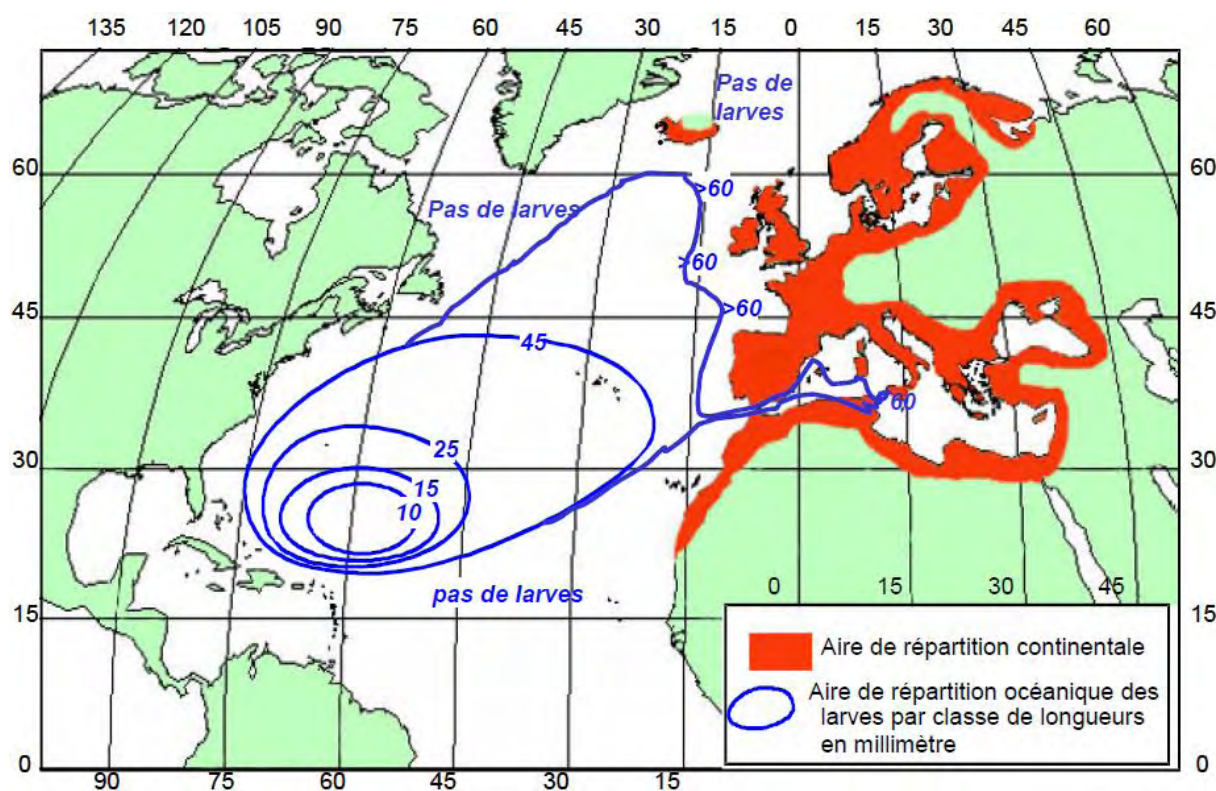 135 120 105 90 75 60 45 30 15 0 15 30 45 60
Pas de
larves
60 >60 60
Pas de larves
>60
>60
45 45
45
60
30 25 30
15
10
pas de larves
0 15 30 45
15 15
Aire de répartition continentale
Aire de répartition océanique des
larves par classe de longueurs
en millimètre
0 0
90 75 60 45 30 15